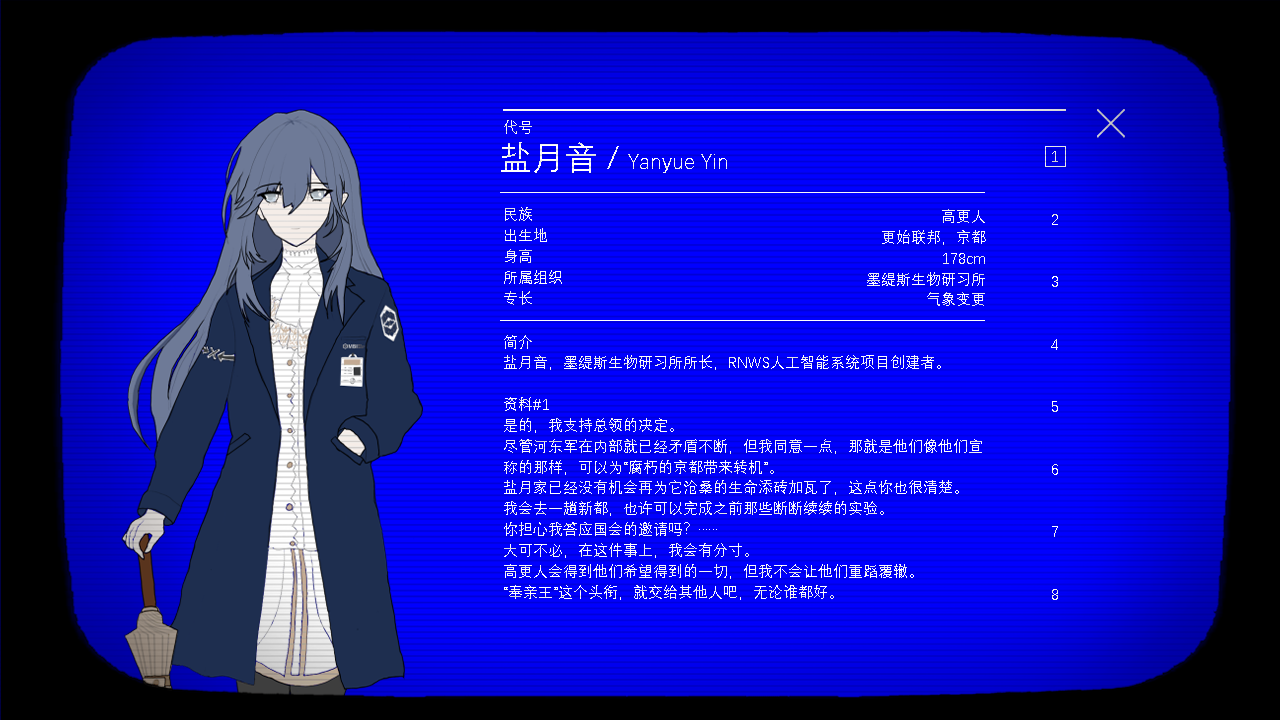 代号
盐月音 / Yanyue Yin
1
民族 高更人
2
出生地 更始联邦，京都
身高 178cm
所属组织 墨缇斯生物研习所
3
专长 气象变更
简介
4
盐月音，墨缇斯生物研习所所长，RNWS人工智能系统项目创建者。
资料#1
5
是的，我支持总领的决定。
尽管河东军在内部就已经矛盾不断，但我同意一点，那就是他们像他们宣
称的那样，可以为“腐朽的京都带来转机”。
6
盐月家已经没有机会再为它沧桑的生命添砖加瓦了，这点你也很清楚。
我会去一趟新都，也许可以完成之前那些断断续续的实验。
你担心我答应国会的邀请吗？……
7
大可不必，在这件事上，我会有分寸。
高更人会得到他们希望得到的一切，但我不会让他们重蹈覆辙。
“奉亲王”这个头衔，就交给其他人吧，无论谁都好。
8